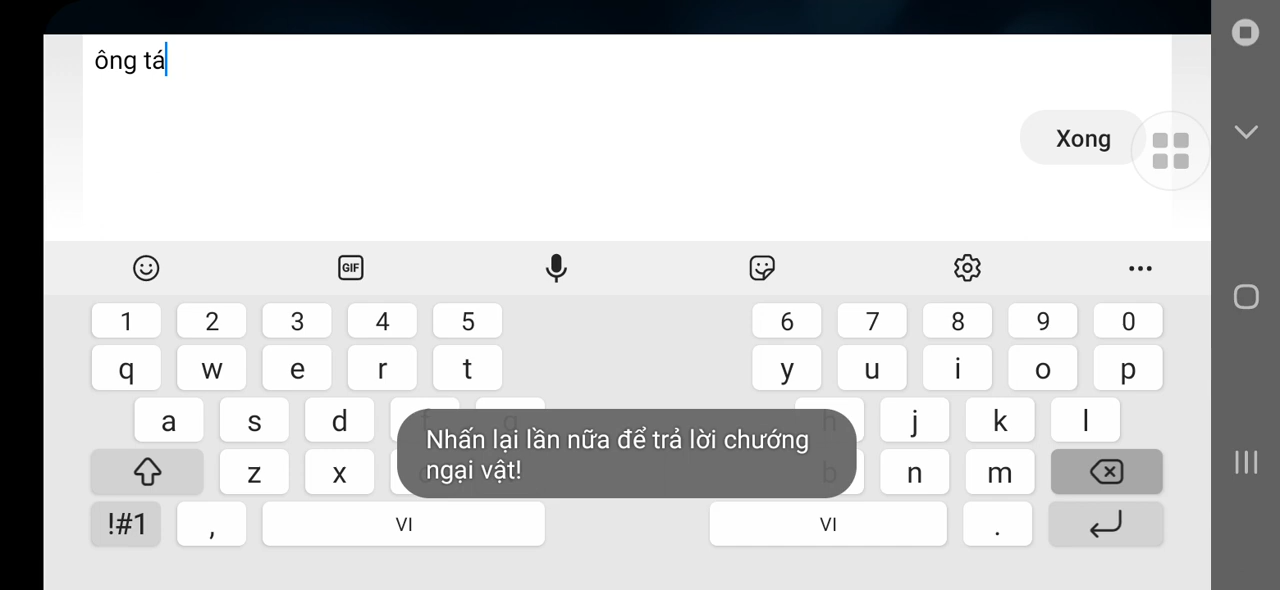 ông tá
Xong
GIF
1 2 3 4 5 6 7 8 9 0
q w e r t y u i o p
a s d f g h j k l
Nhấn lại lần nữa để trả lời chướng
ngại vật!
z x c b n m
!#1 , VI VI .